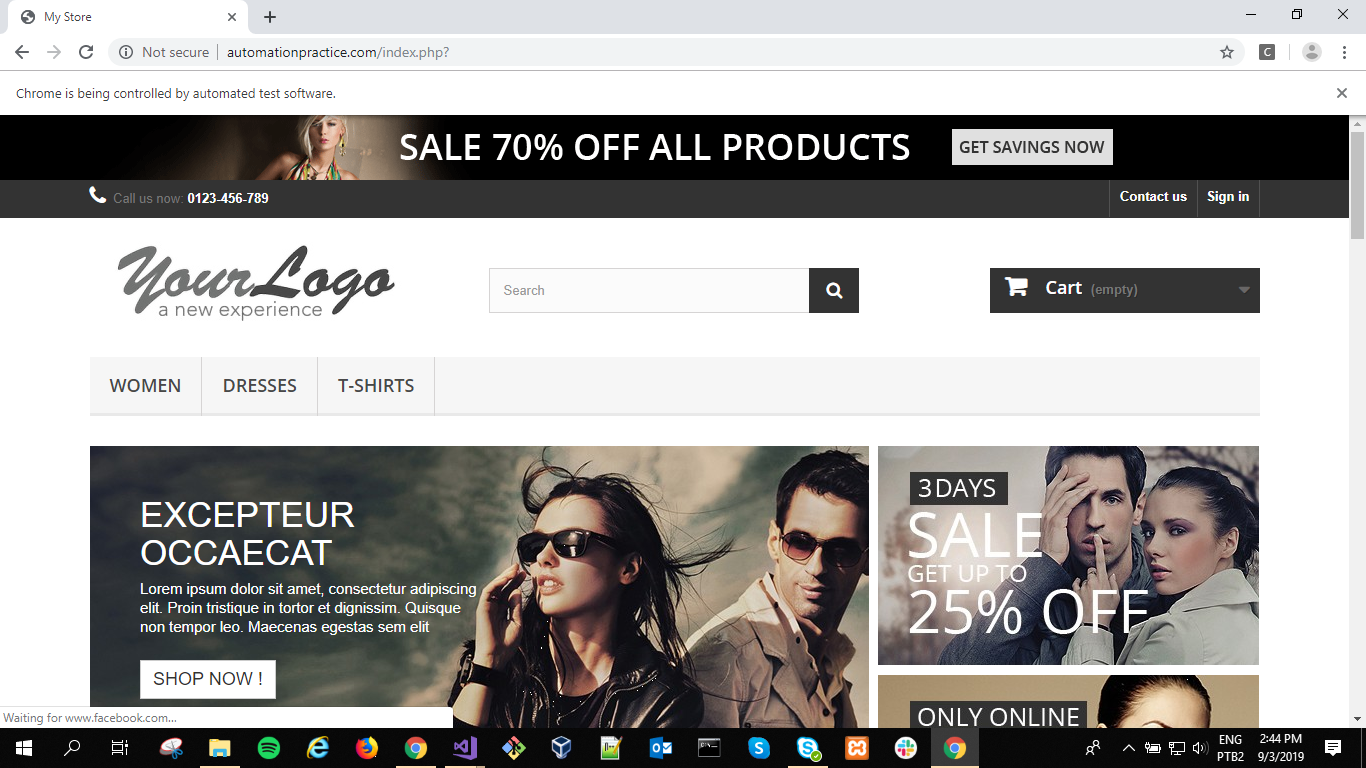 My Store
Not secure
automationpractice.com/index.php?
C
Chrome is being controlled by automated test software.
SALE 70% OFF ALL PRODUCTS
GET SAVINGS NOW
Call us now: 0123-456-789
Contact us
Sign in
YourLogo
a new experience
Search
Cart (empty)
WOMEN
DRESSES
T-SHIRTS
EXCEPTEUR
OCCAECAT
Lorem ipsum dolor sit amet, consectetur adipiscing
elit. Proin tristique in tortor et dignissim. Quisque
non tempor leo. Maecenas egestas sem elit
SHOP NOW !
3 DAYS
SALE
GET UP TO
25% OFF
ONLY ONLINE
Waiting for www.facebook.com...
ENG
PTB2
2:44 PM
9/3/2019